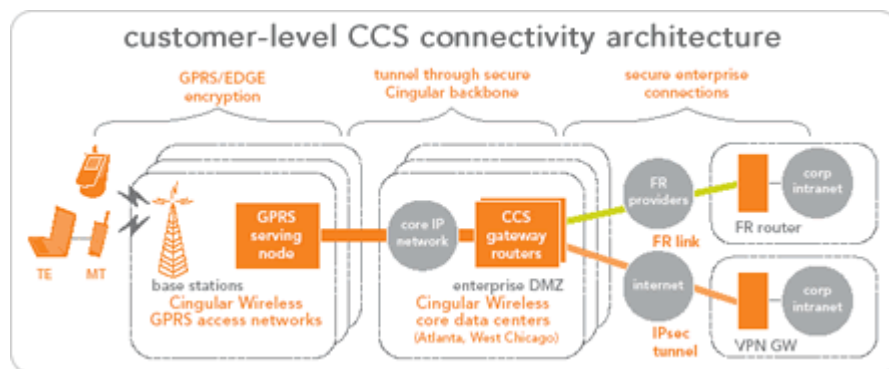 customer-level CCS connectivity architecture
GPRS/EDGE
encryption
tunnel through secure
Cingular backbone
secure enterprise
connections
TE
MT
base stations
Cingular Wireless
GPRS access networks
GPRS
serving
node
core IP
network
CCS
gateway
routers
enterprise DMZ
Cingular Wireless
core data centers
(Atlanta, West Chicago)
FR
providers
FR link
internet
IPsec
tunnel
corp
intranet
FR router
corp
intranet
VPN GW